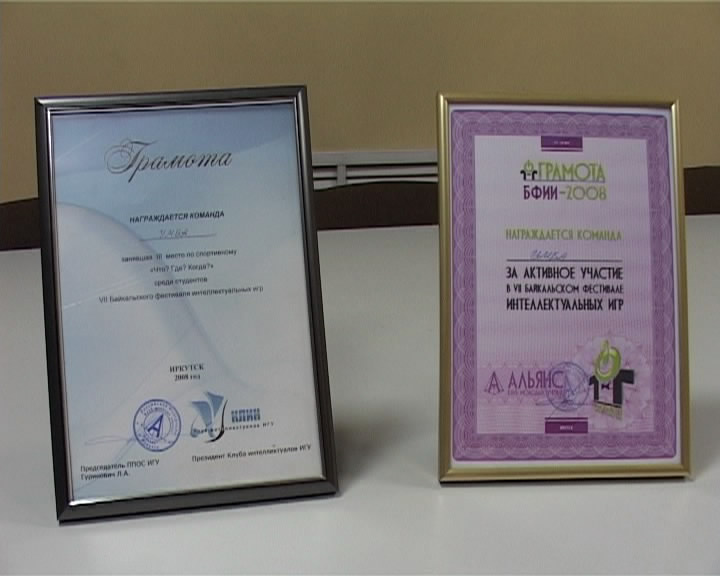 Грамота
НАГРАЖДАЕТСЯ КОМАНДА
занявшая III место по спортивному
«Что? Где? Когда?»
среди студентов
VII Байкальского фестиваля интеллектуальных игр
ИРКУТСК
2008 год
Председатель ППОС ИГУ
Президент Клуба интеллектуалов ИГУ
ГРАМОТА
БФИИ-2008
НАГРАЖДАЕТСЯ КОМАНДА
ЗА АКТИВНОЕ УЧАСТИЕ
В VII БАЙКАЛЬСКОМ ФЕСТИВАЛЕ
ИНТЕЛЛЕКТУАЛЬНЫХ ИГР
АЛЬЯНС